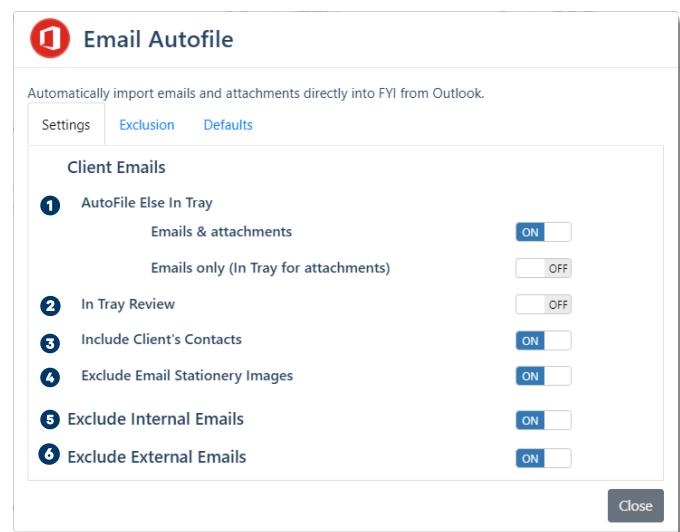 Email Autofile
Automatically import emails and attachments directly into FYI from Outlook.
Settings Exclusion Defaults
Client Emails
1 AutoFile Else In Tray
Emails & attachments ON
Emails only (In Tray for attachments) OFF
2 In Tray Review OFF
3 Include Client's Contacts ON
4 Exclude Email Stationery Images ON
5 Exclude Internal Emails ON
6 Exclude External Emails ON
Close